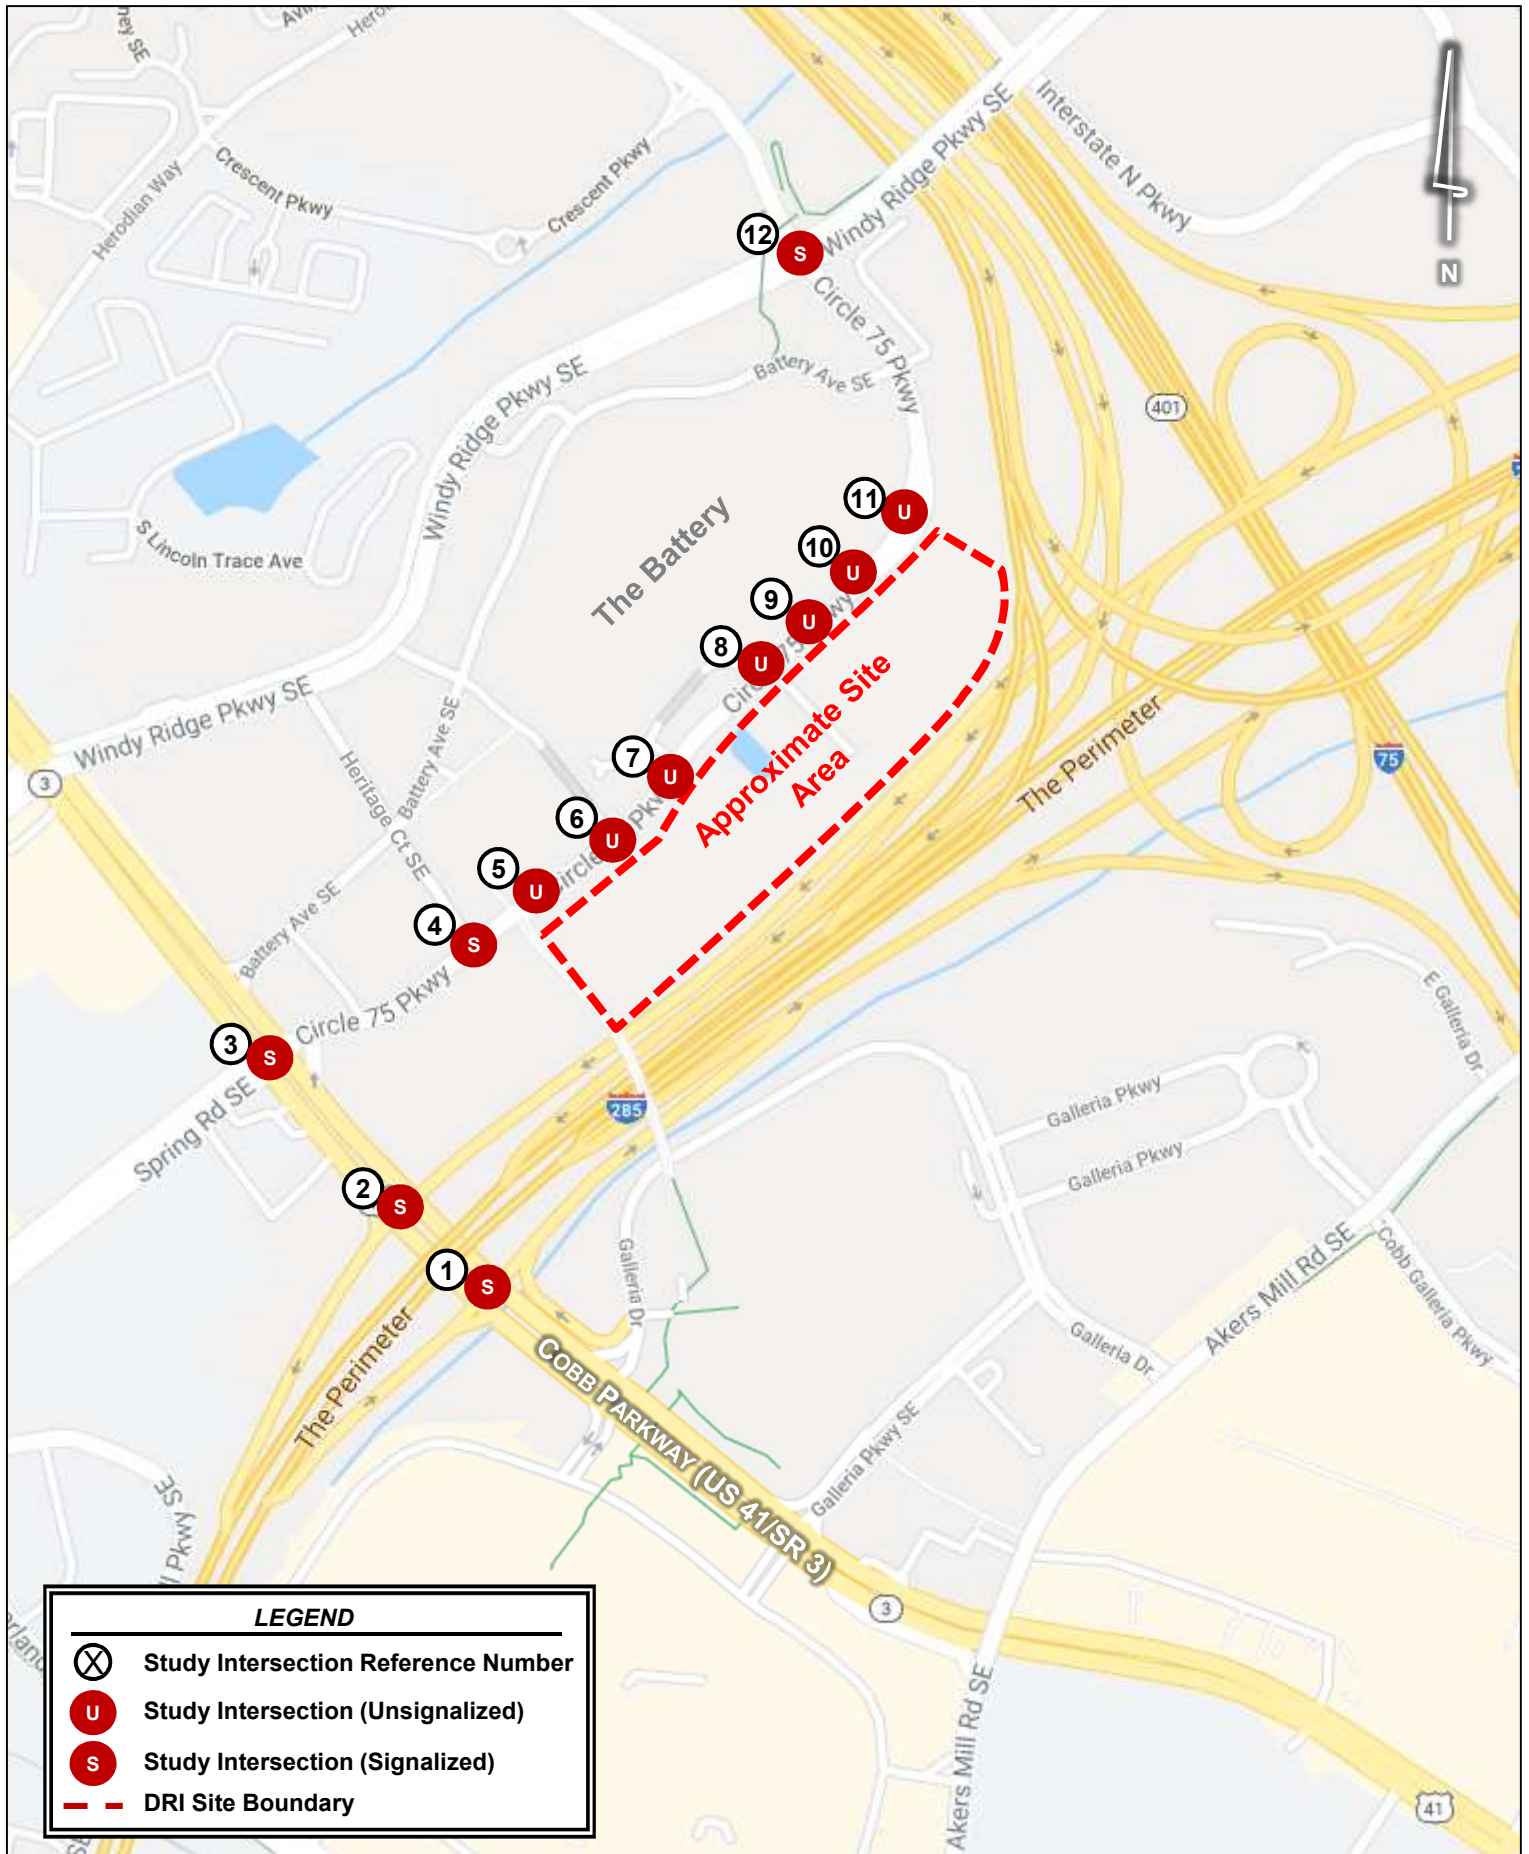 Herodian Way
Crescent Pkwy
Crescent Pkwy
Interstate N Pkwy
N
12
S
Windy Ridge Pkwy SE
Circle 75 Pkwy
Battery Ave SE
401
Windy Ridge Pkwy SE
S Lincoln Trace Ave
The Battery
11
U
10
U
9
U
8
U
7
U
6
U
5
U
4
S
3
S
2
S
1
S
Approximate Site
Area
Windy Ridge Pkwy SE
3
Heritage Ct SE
Battery Ave SE
Battery Ave SE
Circle 75 Pkwy
Spring Rd SE
The Perimeter
75
285
E Galleria Dr
Galleria Pkwy
Galleria Pkwy
Galleria Dr
Akers Mill Rd SE
Cobb Galleria Pkwy
Galleria Dr
The Perimeter
COBB PARKWAY (US 41/SR 3)
Galleria Pkwy SE
3
Akers Mill Rd SE
41
LEGEND
X Study Intersection Reference Number
U Study Intersection (Unsignalized)
S Study Intersection (Signalized)
DRI Site Boundary